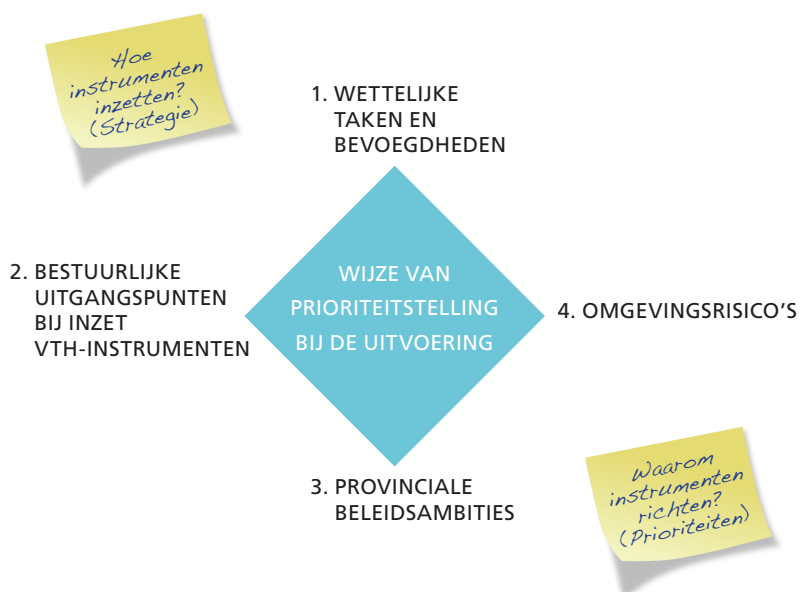 Hoe
instrumenten
inzetten?
(Strategie)
1. WETTELIJKE
TAKEN EN
BEVOEGDHEDEN
2. BESTUURLIJKE
UITGANGSPUNTEN
BIJ INZET
VTH-INSTRUMENTEN
WIJZE VAN
PRIORITEITSTELLING
BIJ DE UITVOERING
4. OMGEVINGSRISICO’S
3. PROVINCIALE
BELEIDSAMBITIES
Waarom
instrumenten
richten?
(Prioriteiten)